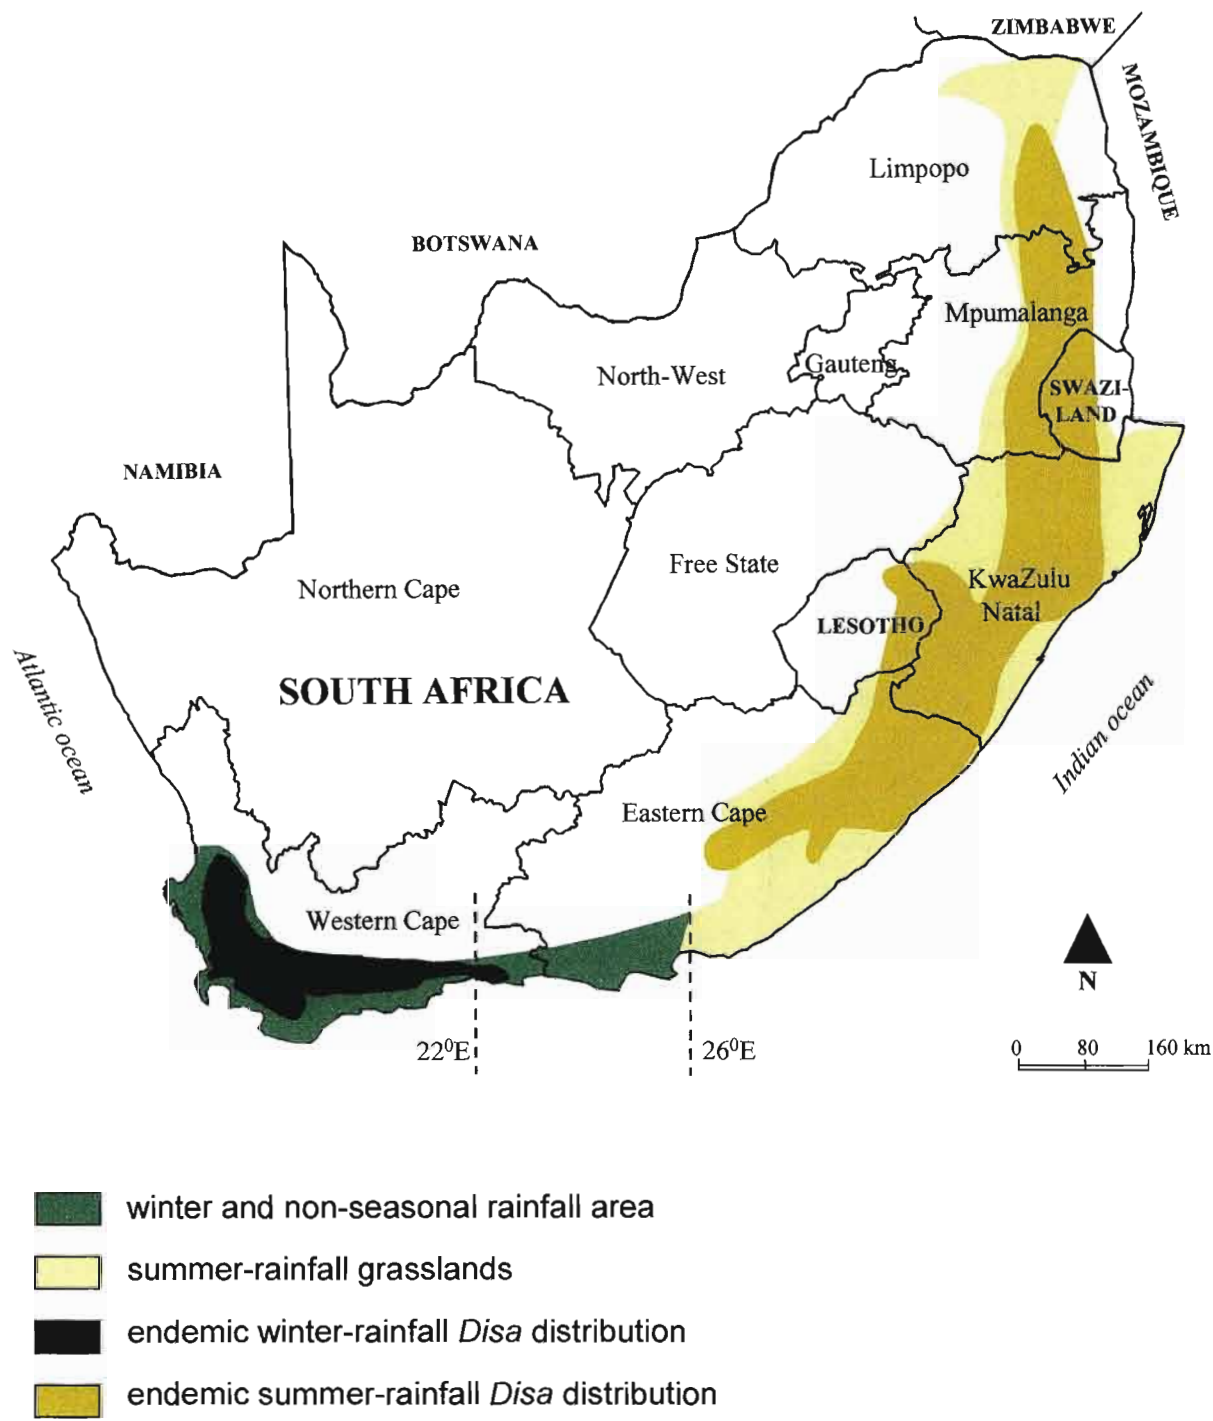 ZIMBABWE
MOZAMBIQUE
Limpopo
BOTSWANA
Mpumalanga
Gauteng
North-West
SWAZI-
LAND
NAMIBIA
Free State
KwaZulu
Natal
Northern Cape
LESOTHO
SOUTH AFRICA
Atlantic ocean
Indian ocean
Eastern Cape
Western Cape
N
22⁰E
26⁰E
0 80 160 km
winter and non-seasonal rainfall area
summer-rainfall grasslands
endemic winter-rainfall Disa distribution
endemic summer-rainfall Disa distribution